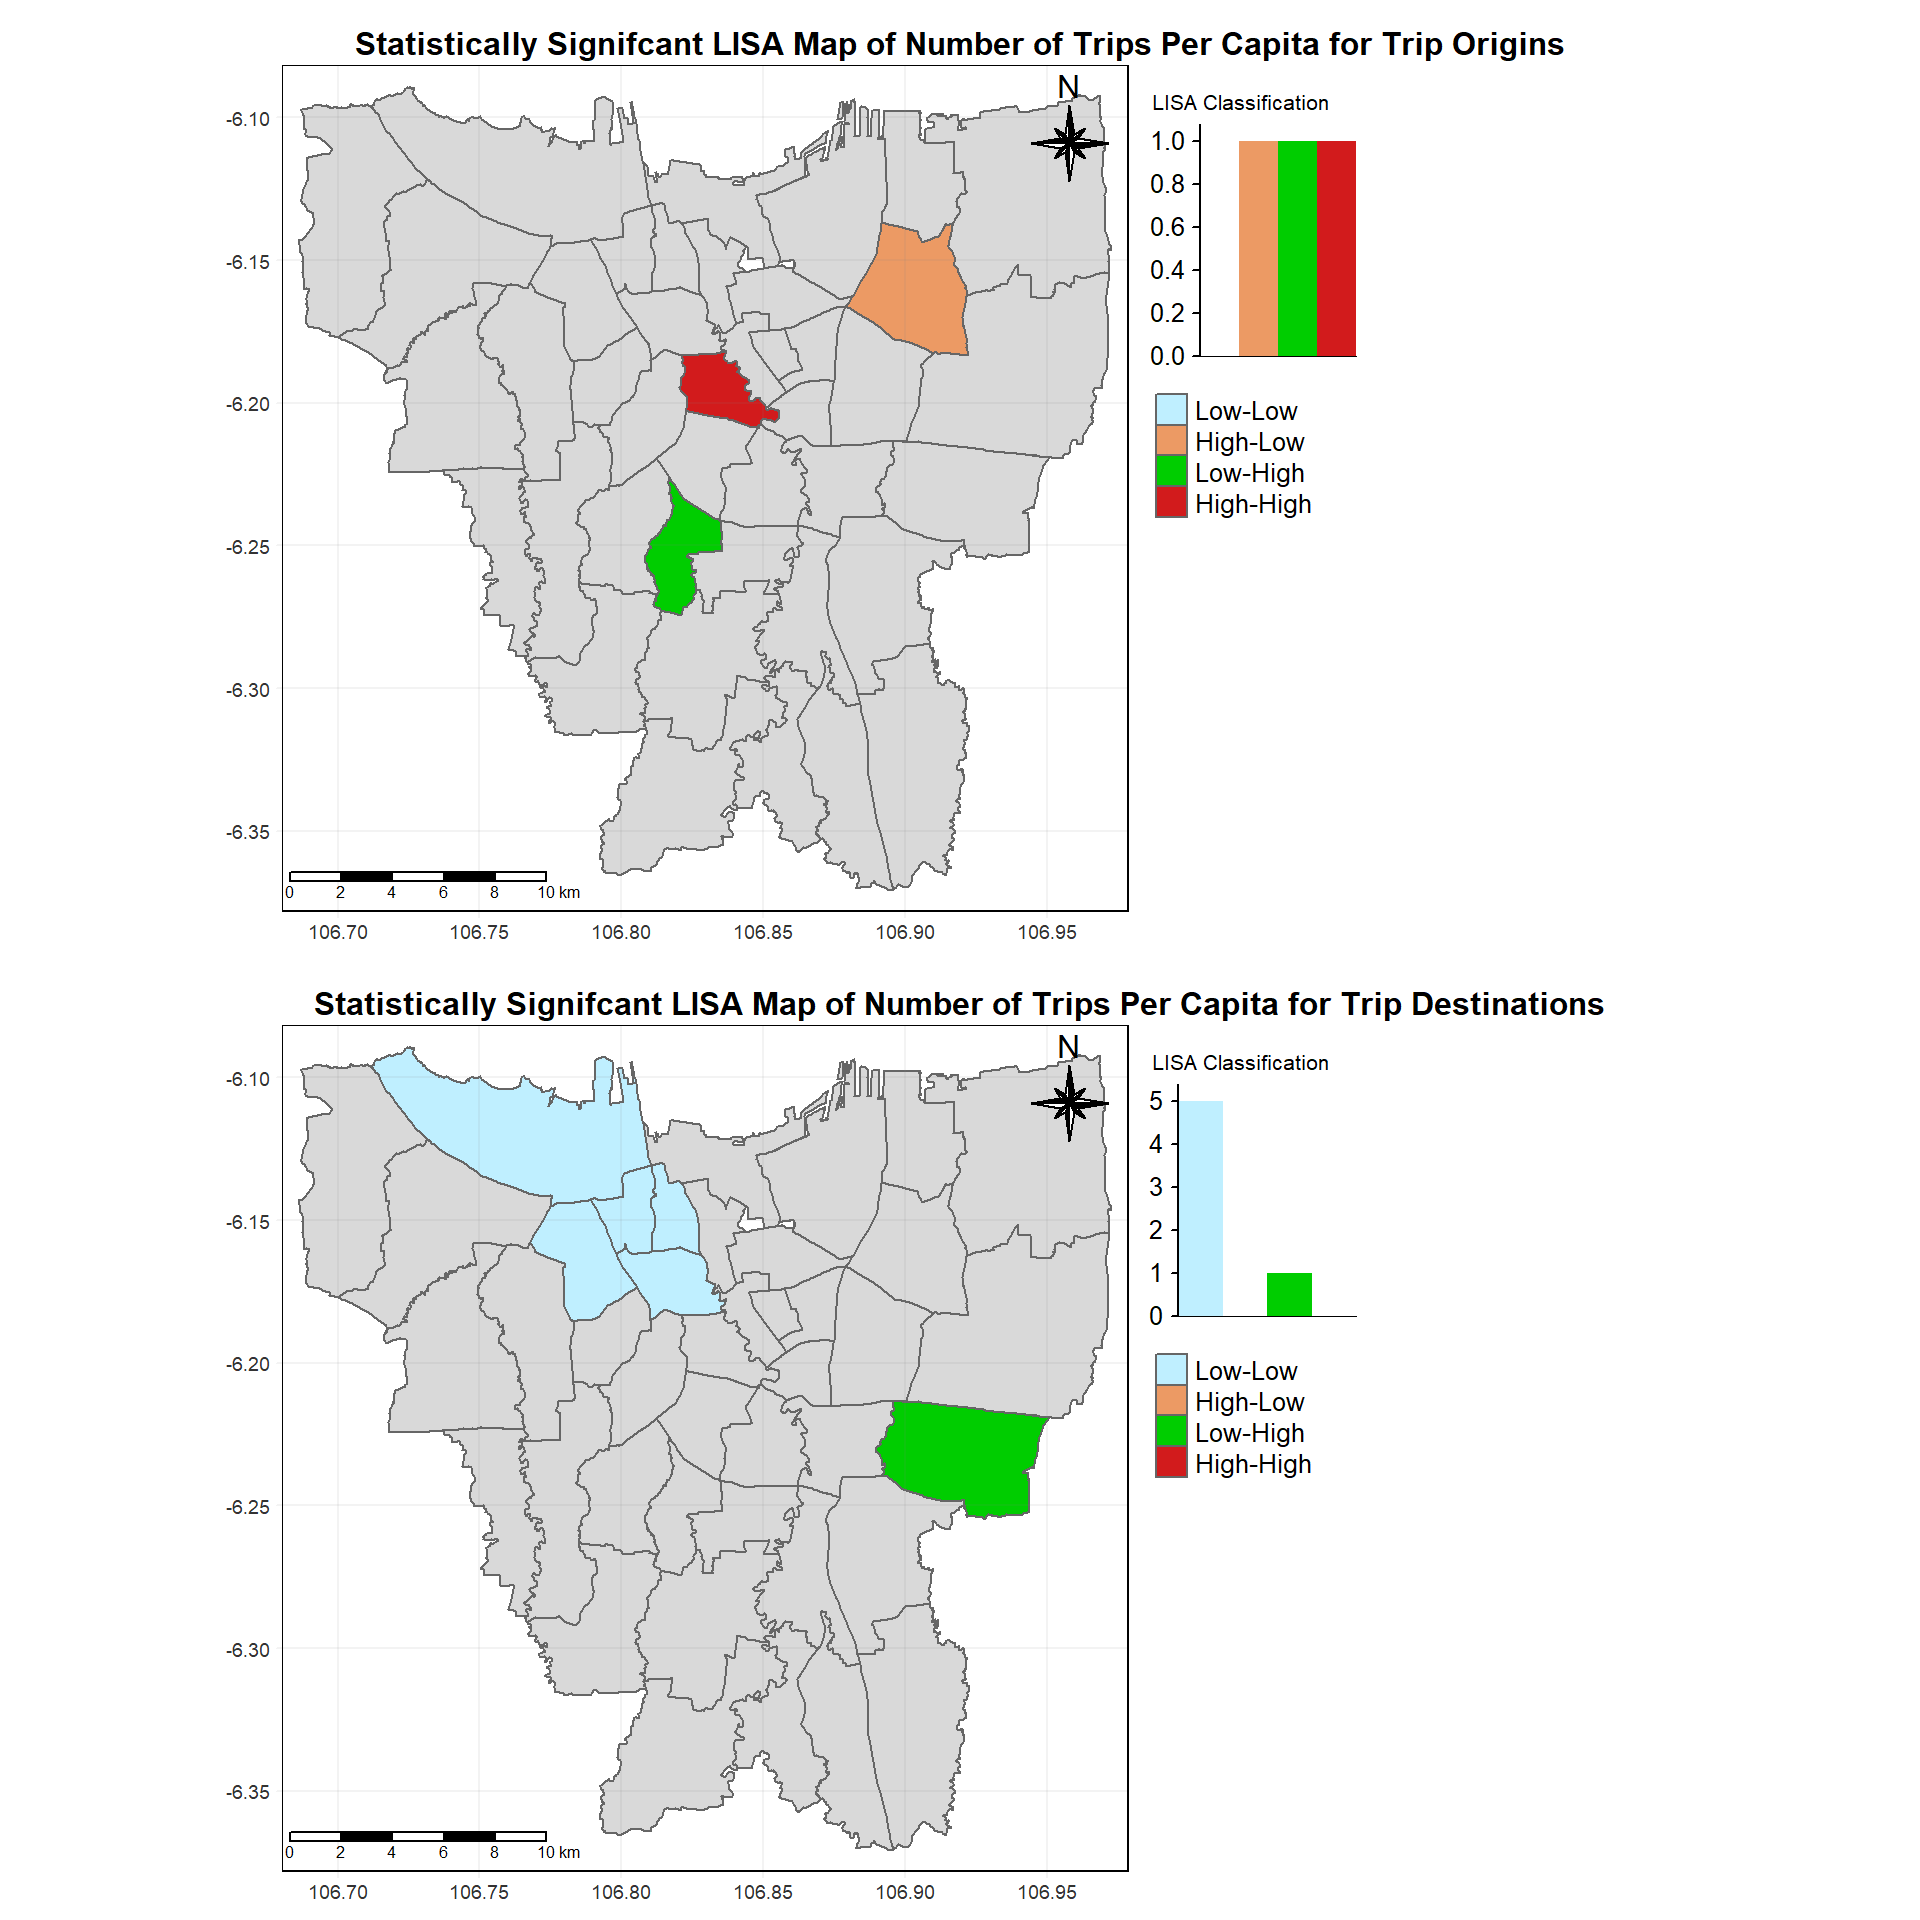 Statistically Signifcant LISA Map of Number of Trips Per Capita for Trip Origins
N
LISA Classification
-6.10
-6.15
-6.20
-6.25
-6.30
-6.35
1.0
0.8
0.6
0.4
0.2
0.0
Low-Low
High-Low
Low-High
High-High
0 2 4 6 8 10 km
106.70 106.75 106.80 106.85 106.90 106.95
Statistically Signifcant LISA Map of Number of Trips Per Capita for Trip Destinations
N
LISA Classification
-6.10
-6.15
-6.20
-6.25
-6.30
-6.35
5
4
3
2
1
0
Low-Low
High-Low
Low-High
High-High
0 2 4 6 8 10 km
106.70 106.75 106.80 106.85 106.90 106.95